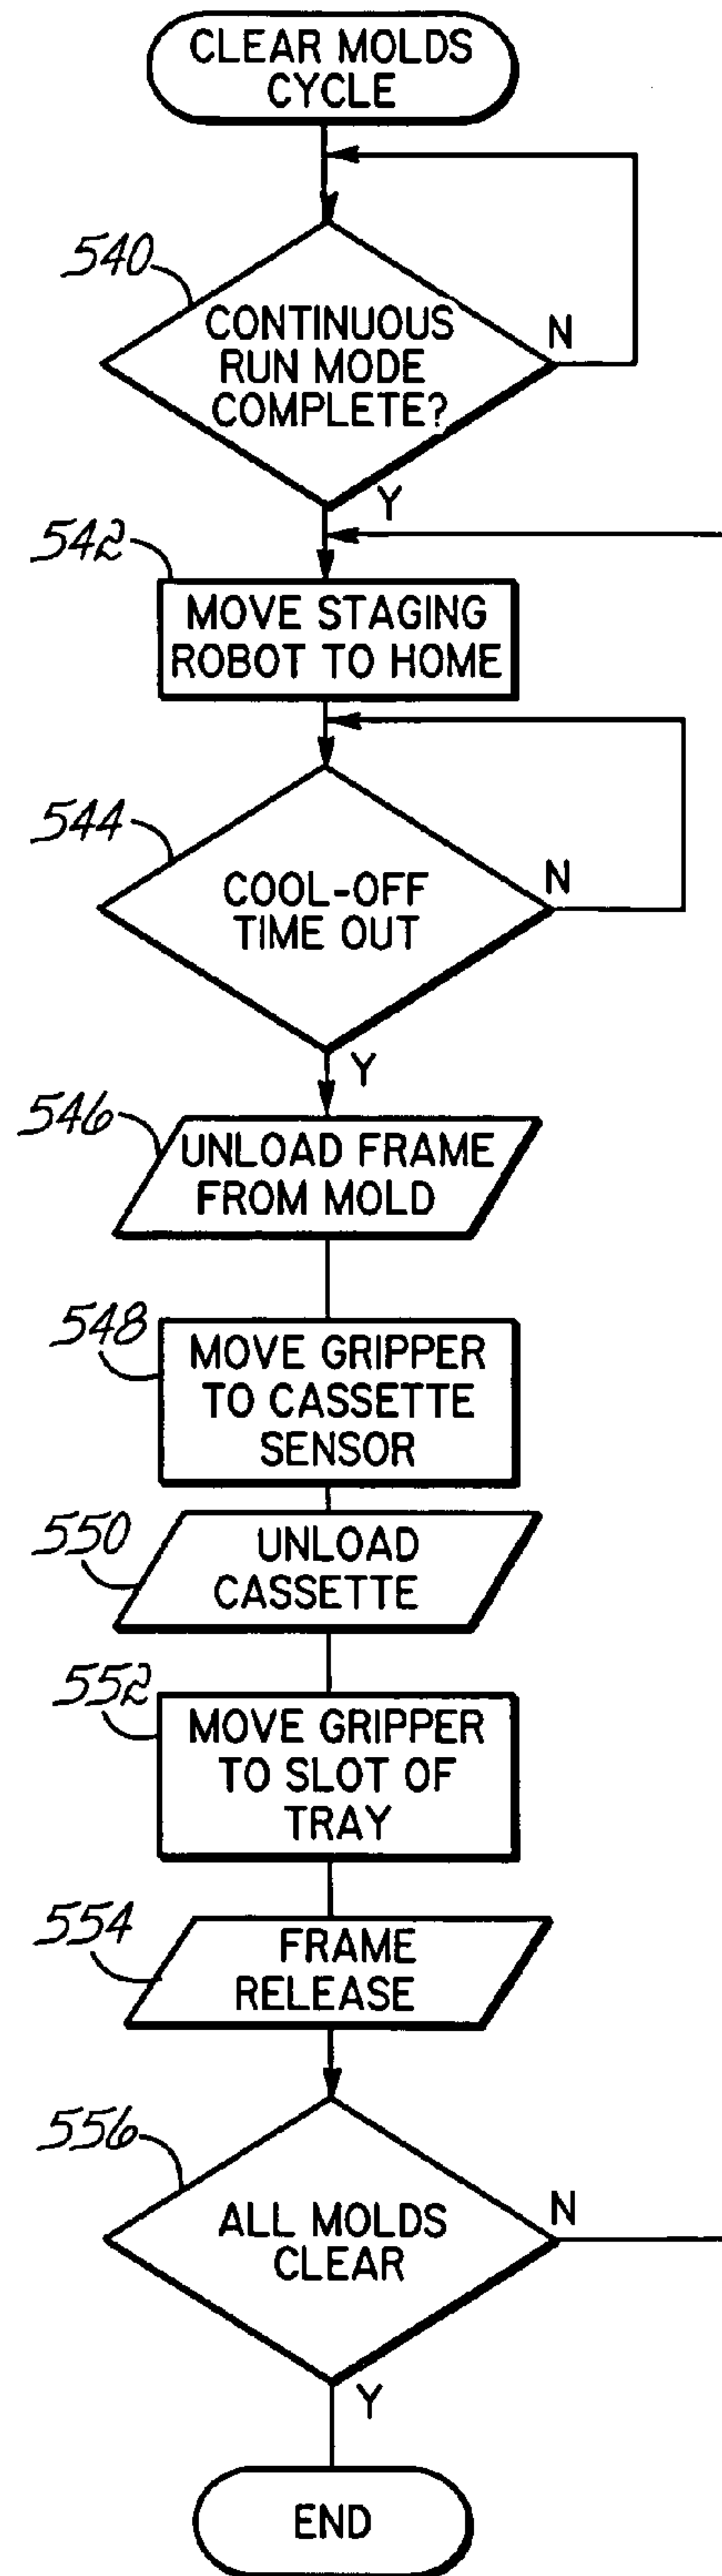 CLEAR MOLDS
CYCLE
540
CONTINUOUS
RUN MODE
COMPLETE?
N
Y
542
MOVE STAGING
ROBOT TO HOME
544
COOL-OFF
TIME OUT
N
Y
546
UNLOAD FRAME
FROM MOLD
548
MOVE GRIPPER
TO CASSETTE
SENSOR
550
UNLOAD
CASSETTE
552
MOVE GRIPPER
TO SLOT OF
TRAY
554
FRAME
RELEASE
556
ALL MOLDS
CLEAR
N
Y
END